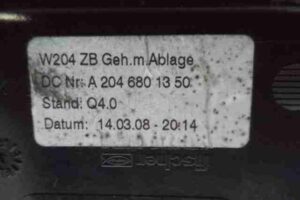 W204 ZB Geh.m.Ablage
DC Nr: A 204 680 13 50
Stand: Q4.0
Datum: 14.03.08 - 20:14
fischer